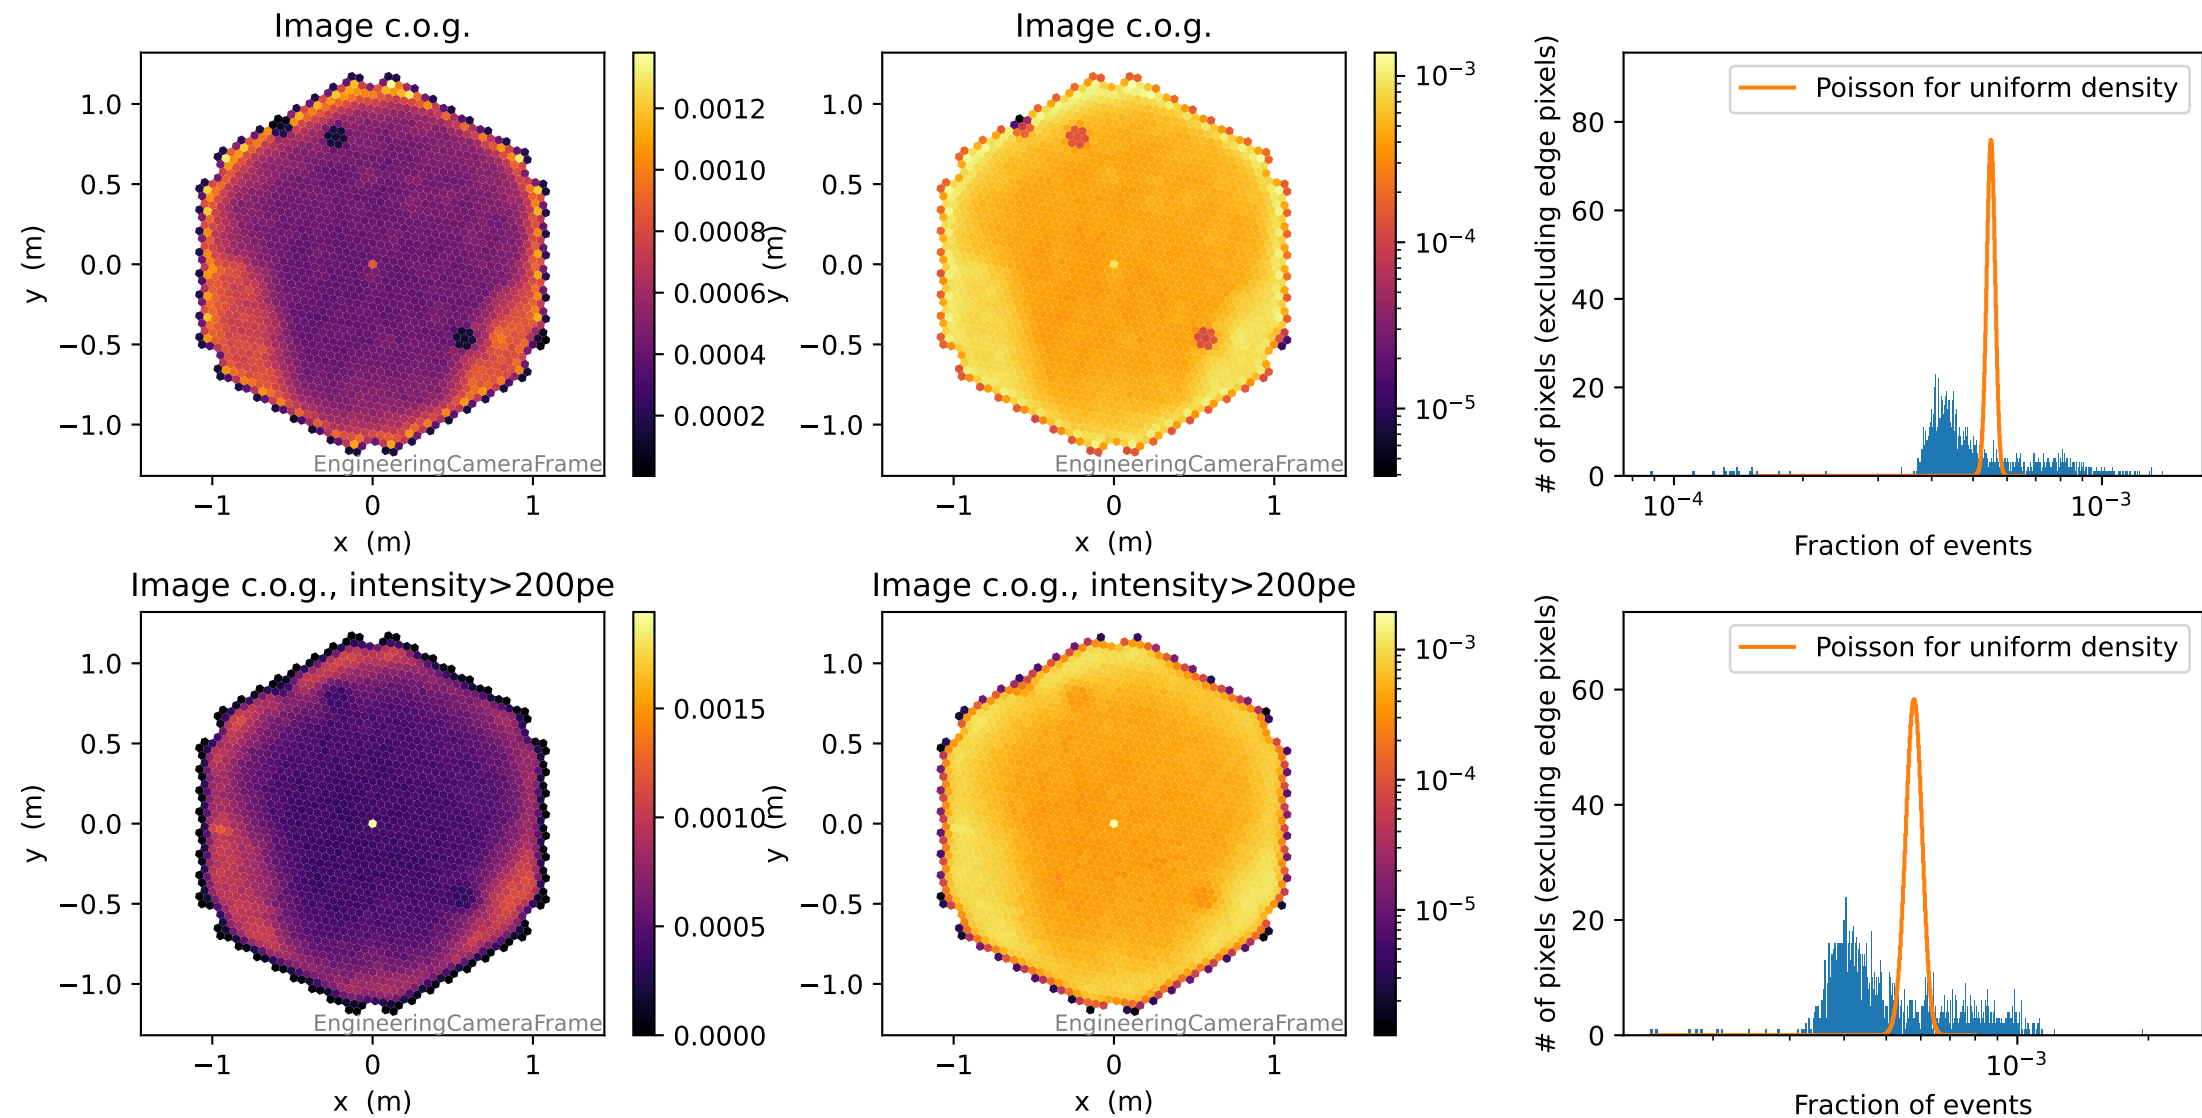 Image c.o.g.
1.0
0.5
0.0
−0.5
−1.0
y (m)
−1
0
1
x (m)
EngineeringCameraFrame
0.0012
0.0010
0.0008
0.0006
0.0004
0.0002
Image c.o.g.
1.0
0.5
0.0
−0.5
−1.0
y (m)
−1
0
1
x (m)
EngineeringCameraFrame
10⁻³
10⁻⁴
10⁻⁵
Poisson for uniform density
# of pixels (excluding edge pixels)
80
60
40
20
0
10⁻⁴
10⁻³
Fraction of events
Image c.o.g., intensity>200pe
1.0
0.5
0.0
−0.5
−1.0
y (m)
−1
0
1
x (m)
EngineeringCameraFrame
0.0015
0.0010
0.0005
0.0000
Image c.o.g., intensity>200pe
1.0
0.5
0.0
−0.5
−1.0
y (m)
−1
0
1
x (m)
EngineeringCameraFrame
10⁻³
10⁻⁴
10⁻⁵
Poisson for uniform density
# of pixels (excluding edge pixels)
60
40
20
0
10⁻³
Fraction of events